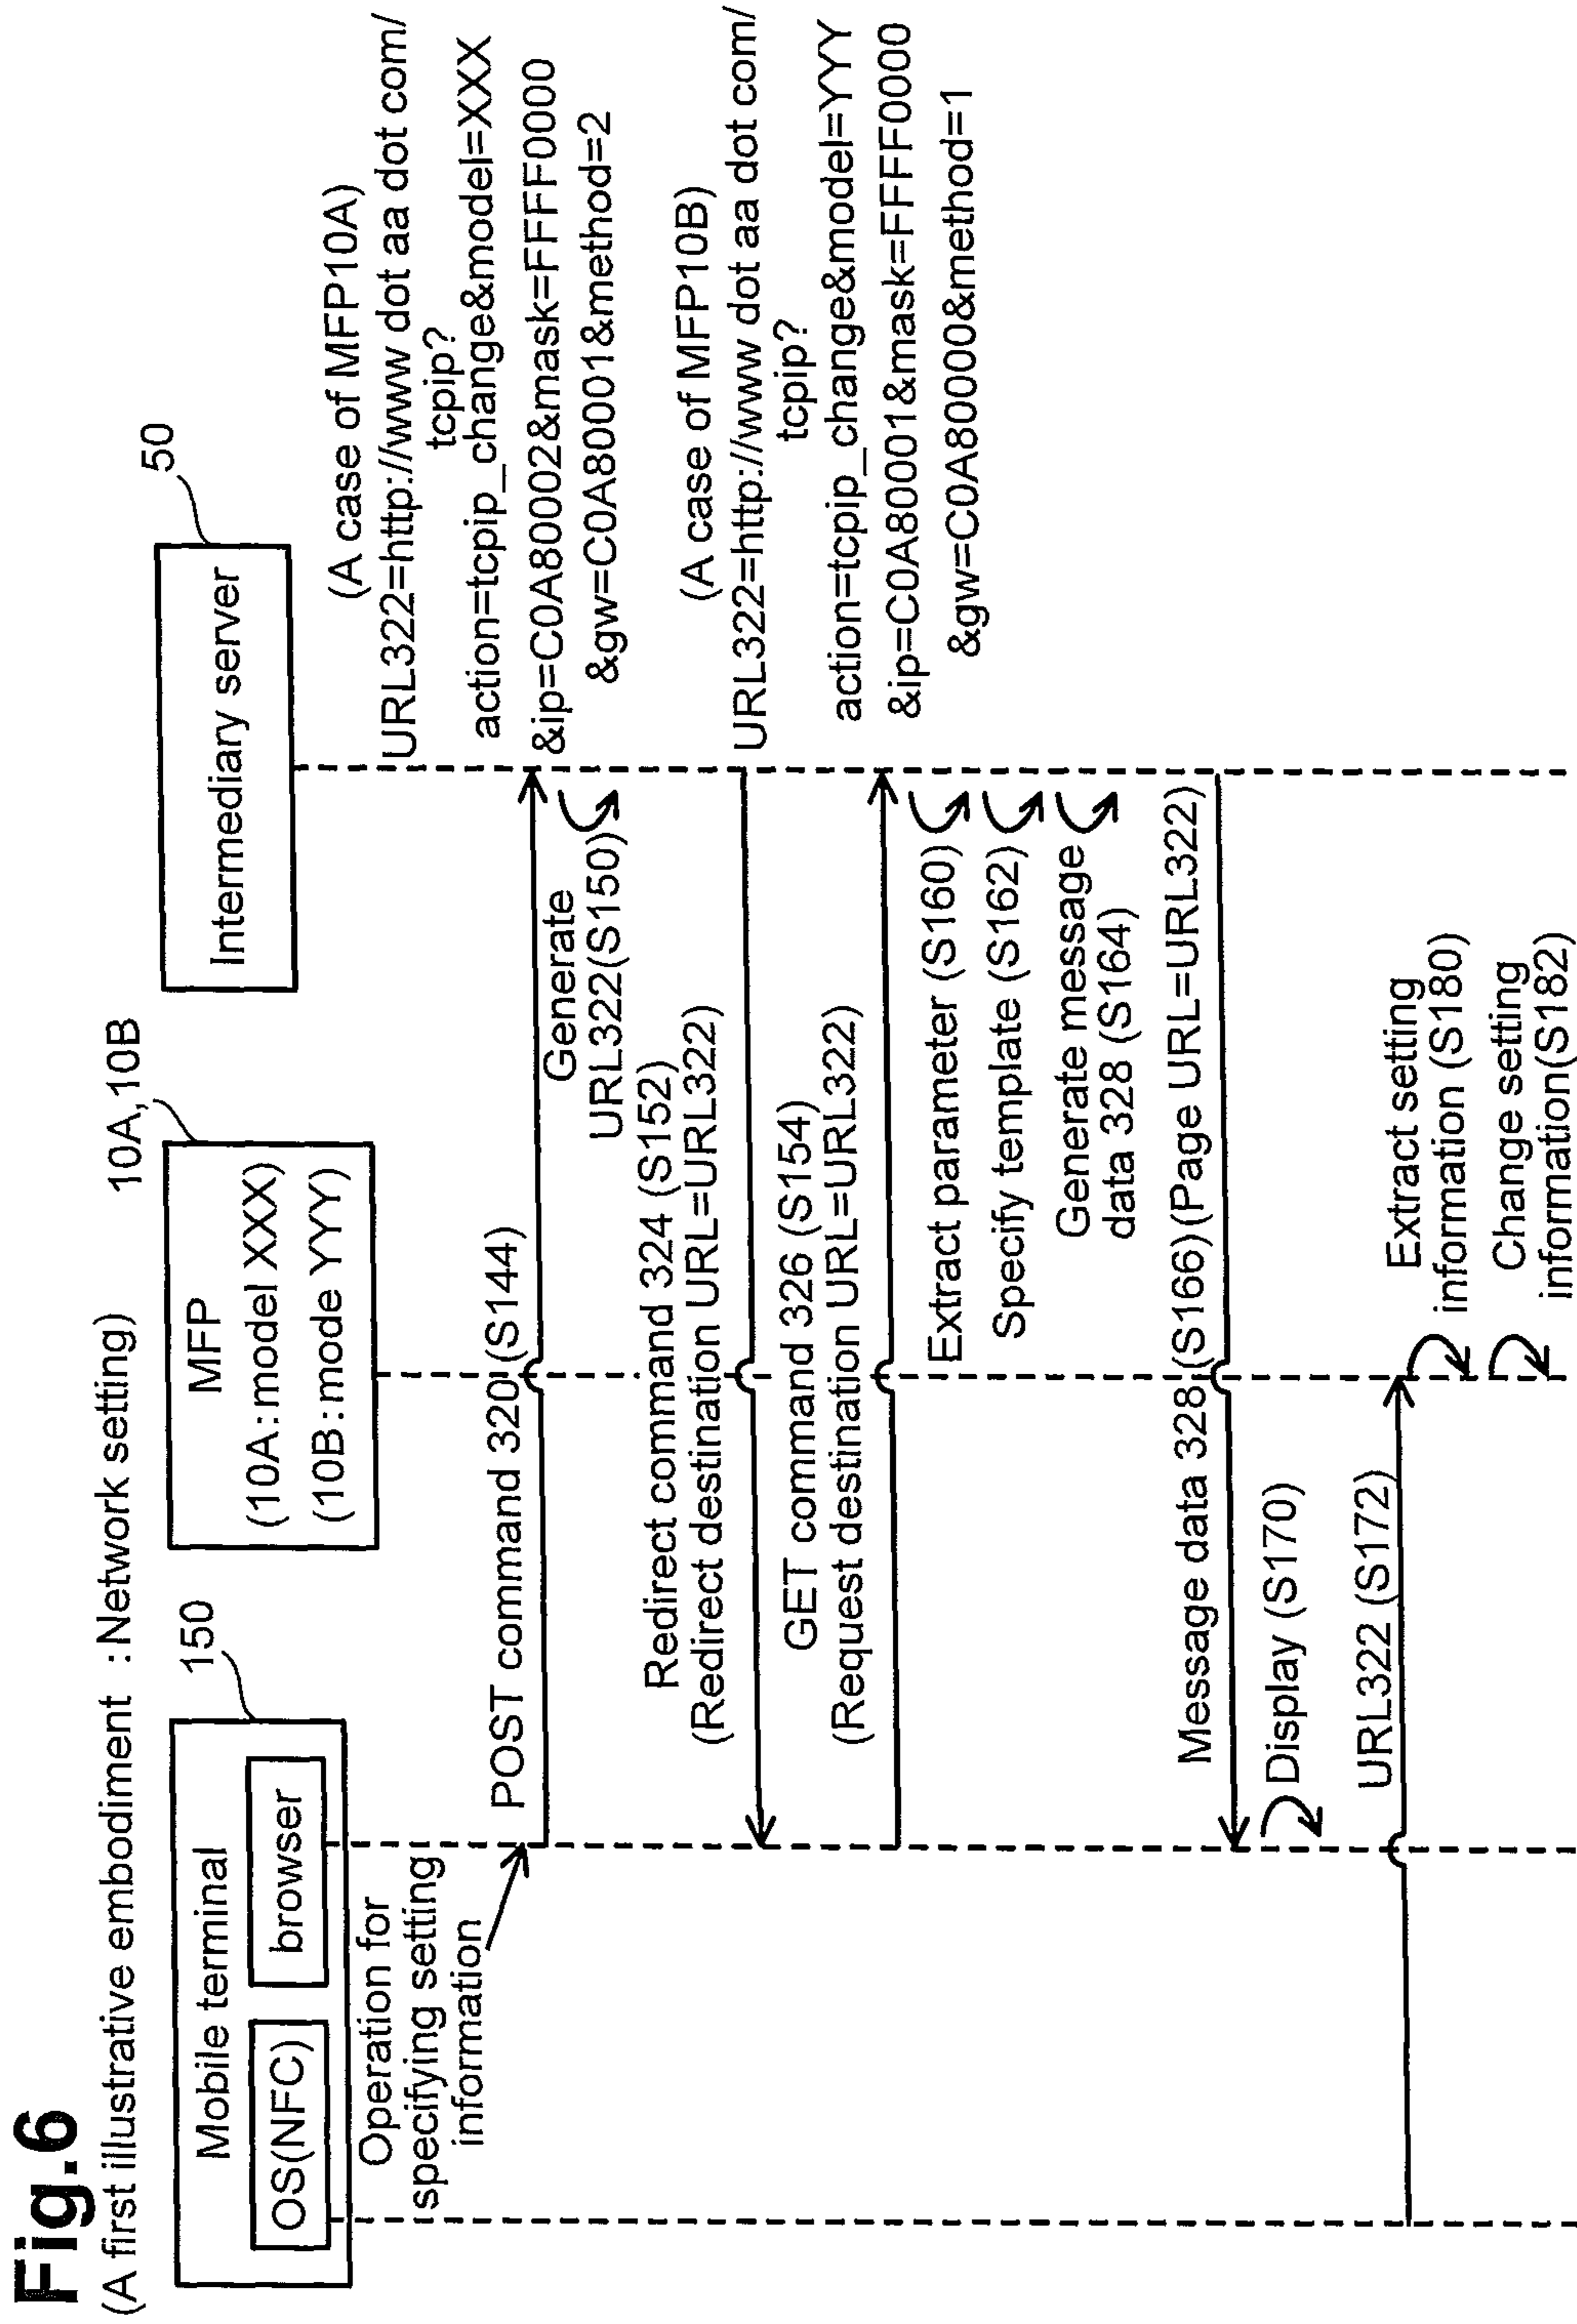 Fig.6
(A first illustrative embodiment :Network setting)
150
10A,10B
50
Mobile terminal
OS(NFC)
browser
MFP
(10A:model XXX)
(10B:mode YYY)
Intermediary server
Operation for
specifying setting
information
POST command 320 (S144)
(A case of MFP10A)
URL322=http://www dot aa dot com/
tcpip?
action=tcpip_change&model=XXX
&ip=C0A80002&mask=FFFF0000
&gw=C0A80001&method=2
Generate
URL322(S150)
Redirect command 324 (S152)
(Redirect destination URL=URL322)
(A case of MFP10B)
URL322=http://www dot aa dot com/
tcpip?
action=tcpip_change&model=YYY
&ip=C0A80001&mask=FFFF0000
&gw=C0A80000&method=1
GET command 326 (S154)
(Request destination URL=URL322)
Extract parameter (S160)
Specify template (S162)
Generate message
data 328 (S164)
Message data 328 (S166)(Page URL=URL322)
Display (S170)
URL322 (S172)
Extract setting
information (S180)
Change setting
information(S182)